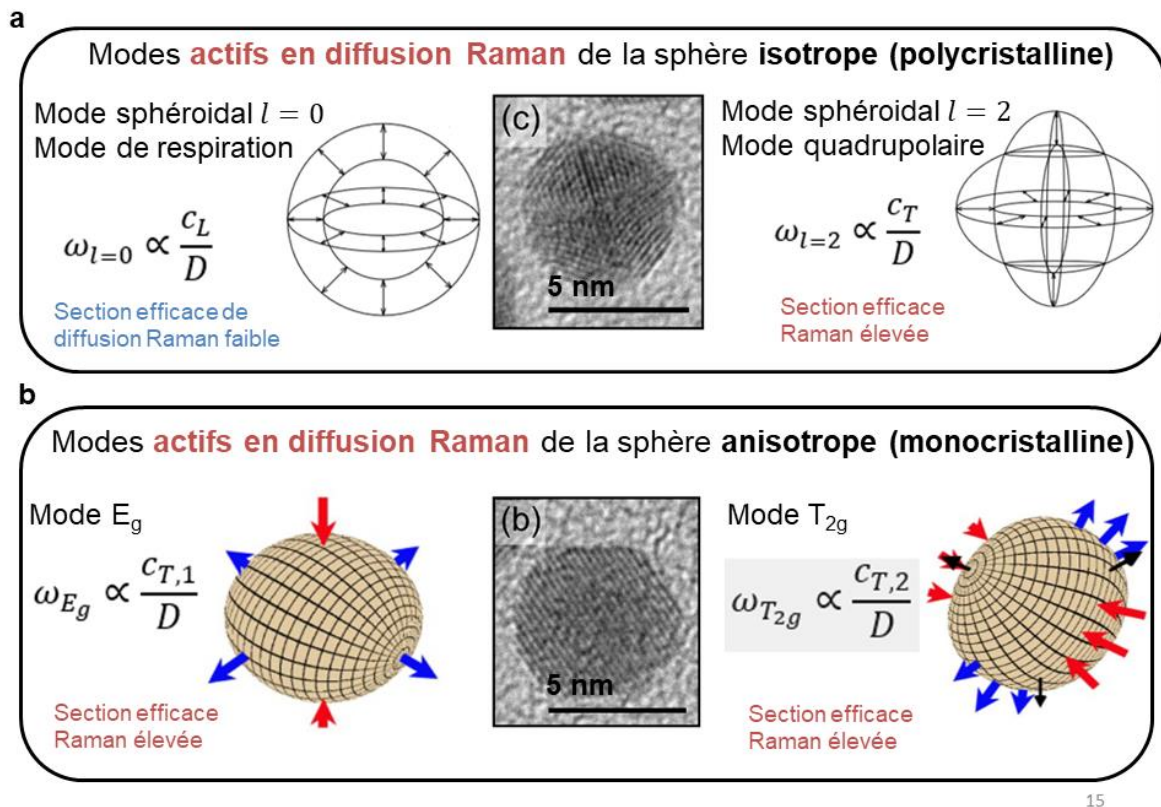 a
Modes actifs en diffusion Raman de la sphère isotrope (polycristalline)
Mode sphéroidal l = 0
Mode de respiration
ω_{l=0} ∝ c_L / D
Section efficace de
diffusion Raman faible
(c)
5 nm
Mode sphéroidal l = 2
Mode quadrupolaire
ω_{l=2} ∝ c_T / D
Section efficace
Raman élevée
b
Modes actifs en diffusion Raman de la sphère anisotrope (monocristalline)
Mode E_g
ω_{E_g} ∝ c_{T,1} / D
Section efficace
Raman élevée
(b)
5 nm
Mode T_{2g}
ω_{T_{2g}} ∝ c_{T,2} / D
Section efficace
Raman élevée
15